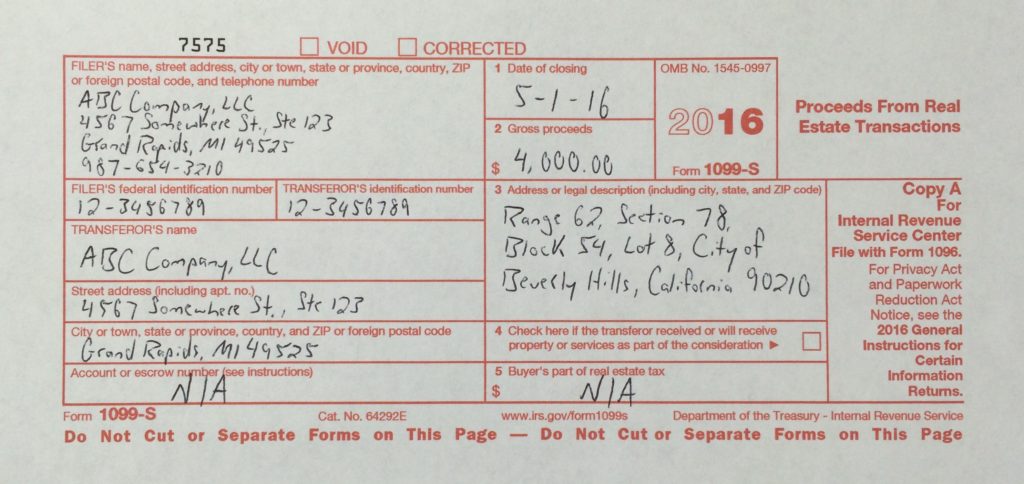 7575
VOID
CORRECTED
FILER'S name, street address, city or town, state or province, country, ZIP
or foreign postal code, and telephone number
ABC Company, LLC
4567 Somewhere St., Ste 123
Grand Rapids, MI 49525
987-654-3210
1 Date of closing
5-1-16
2 Gross proceeds
$ 4,000.00
OMB No. 1545-0997
2016
Form 1099-S
Proceeds From Real
Estate Transactions
FILER'S federal identification number
12-3456789
TRANSFEROR'S identification number
12-3456789
3 Address or legal description (including city, state, and ZIP code)
Range 62, Section 78,
Block 54, Lot 8, City of
Beverly Hills, California 90210
Copy A
For
Internal Revenue
Service Center
File with Form 1096.
For Privacy Act
and Paperwork
Reduction Act
Notice, see the
2016 General
Instructions for
Certain
Information
Returns.
TRANSFEROR'S name
ABC Company, LLC
Street address (including apt. no.)
4567 Somewhere St., Ste 123
City or town, state or province, country, and ZIP or foreign postal code
Grand Rapids, MI 49525
4 Check here if the transferor received or will receive
property or services as part of the consideration ►
Account or escrow number (see instructions)
N/A
5 Buyer's part of real estate tax
$ N/A
Form 1099-S
Cat. No. 64292E
www.irs.gov/form1099s
Department of the Treasury - Internal Revenue Service
Do Not Cut or Separate Forms on This Page — Do Not Cut or Separate Forms on This Page